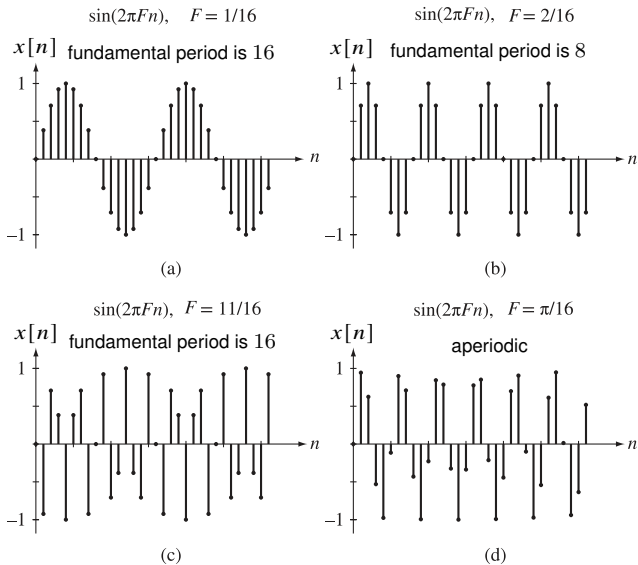 sin(2πFn), F = 1/16
x[n] fundamental period is 16
1
n
−1
(a)
sin(2πFn), F = 2/16
x[n] fundamental period is 8
1
n
−1
(b)
sin(2πFn), F = 11/16
x[n] fundamental period is 16
1
n
−1
(c)
sin(2πFn), F = π/16
x[n] aperiodic
1
n
−1
(d)